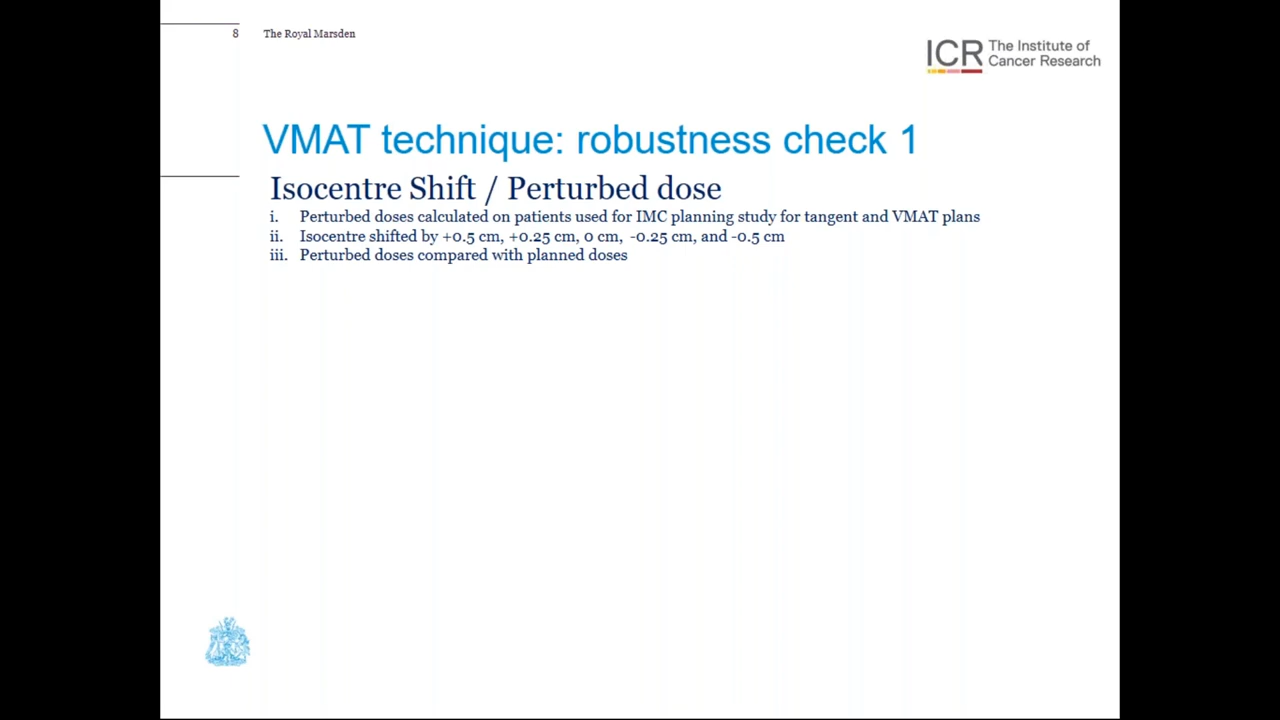 8 The Royal Marsden
ICR The Institute of
Cancer Research
VMAT technique: robustness check 1
Isocentre Shift / Perturbed dose
i. Perturbed doses calculated on patients used for IMC planning study for tangent and VMAT plans
ii. Isocentre shifted by +0.5 cm, +0.25 cm, 0 cm, -0.25 cm, and -0.5 cm
iii. Perturbed doses compared with planned doses